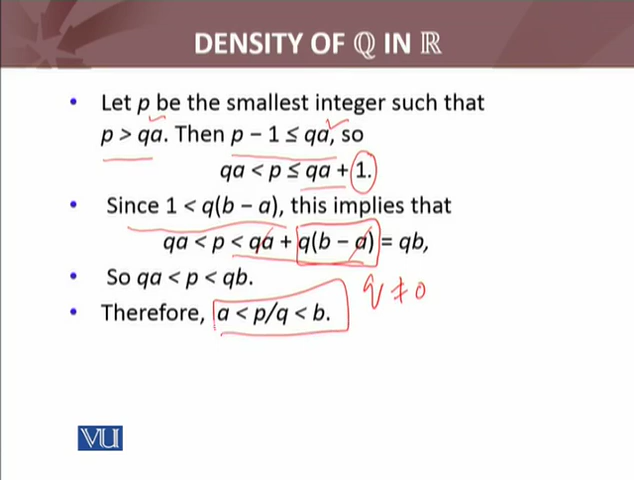 DENSITY OF ℚ IN ℝ
• Let p be the smallest integer such that
p > qa. Then p − 1 ≤ qa, so
qa < p ≤ qa + 1.
• Since 1 < q(b − a), this implies that
qa < p < qa + q(b − a) = qb,
• So qa < p < qb.
q ≠ 0
• Therefore, a < p/q < b.
VU